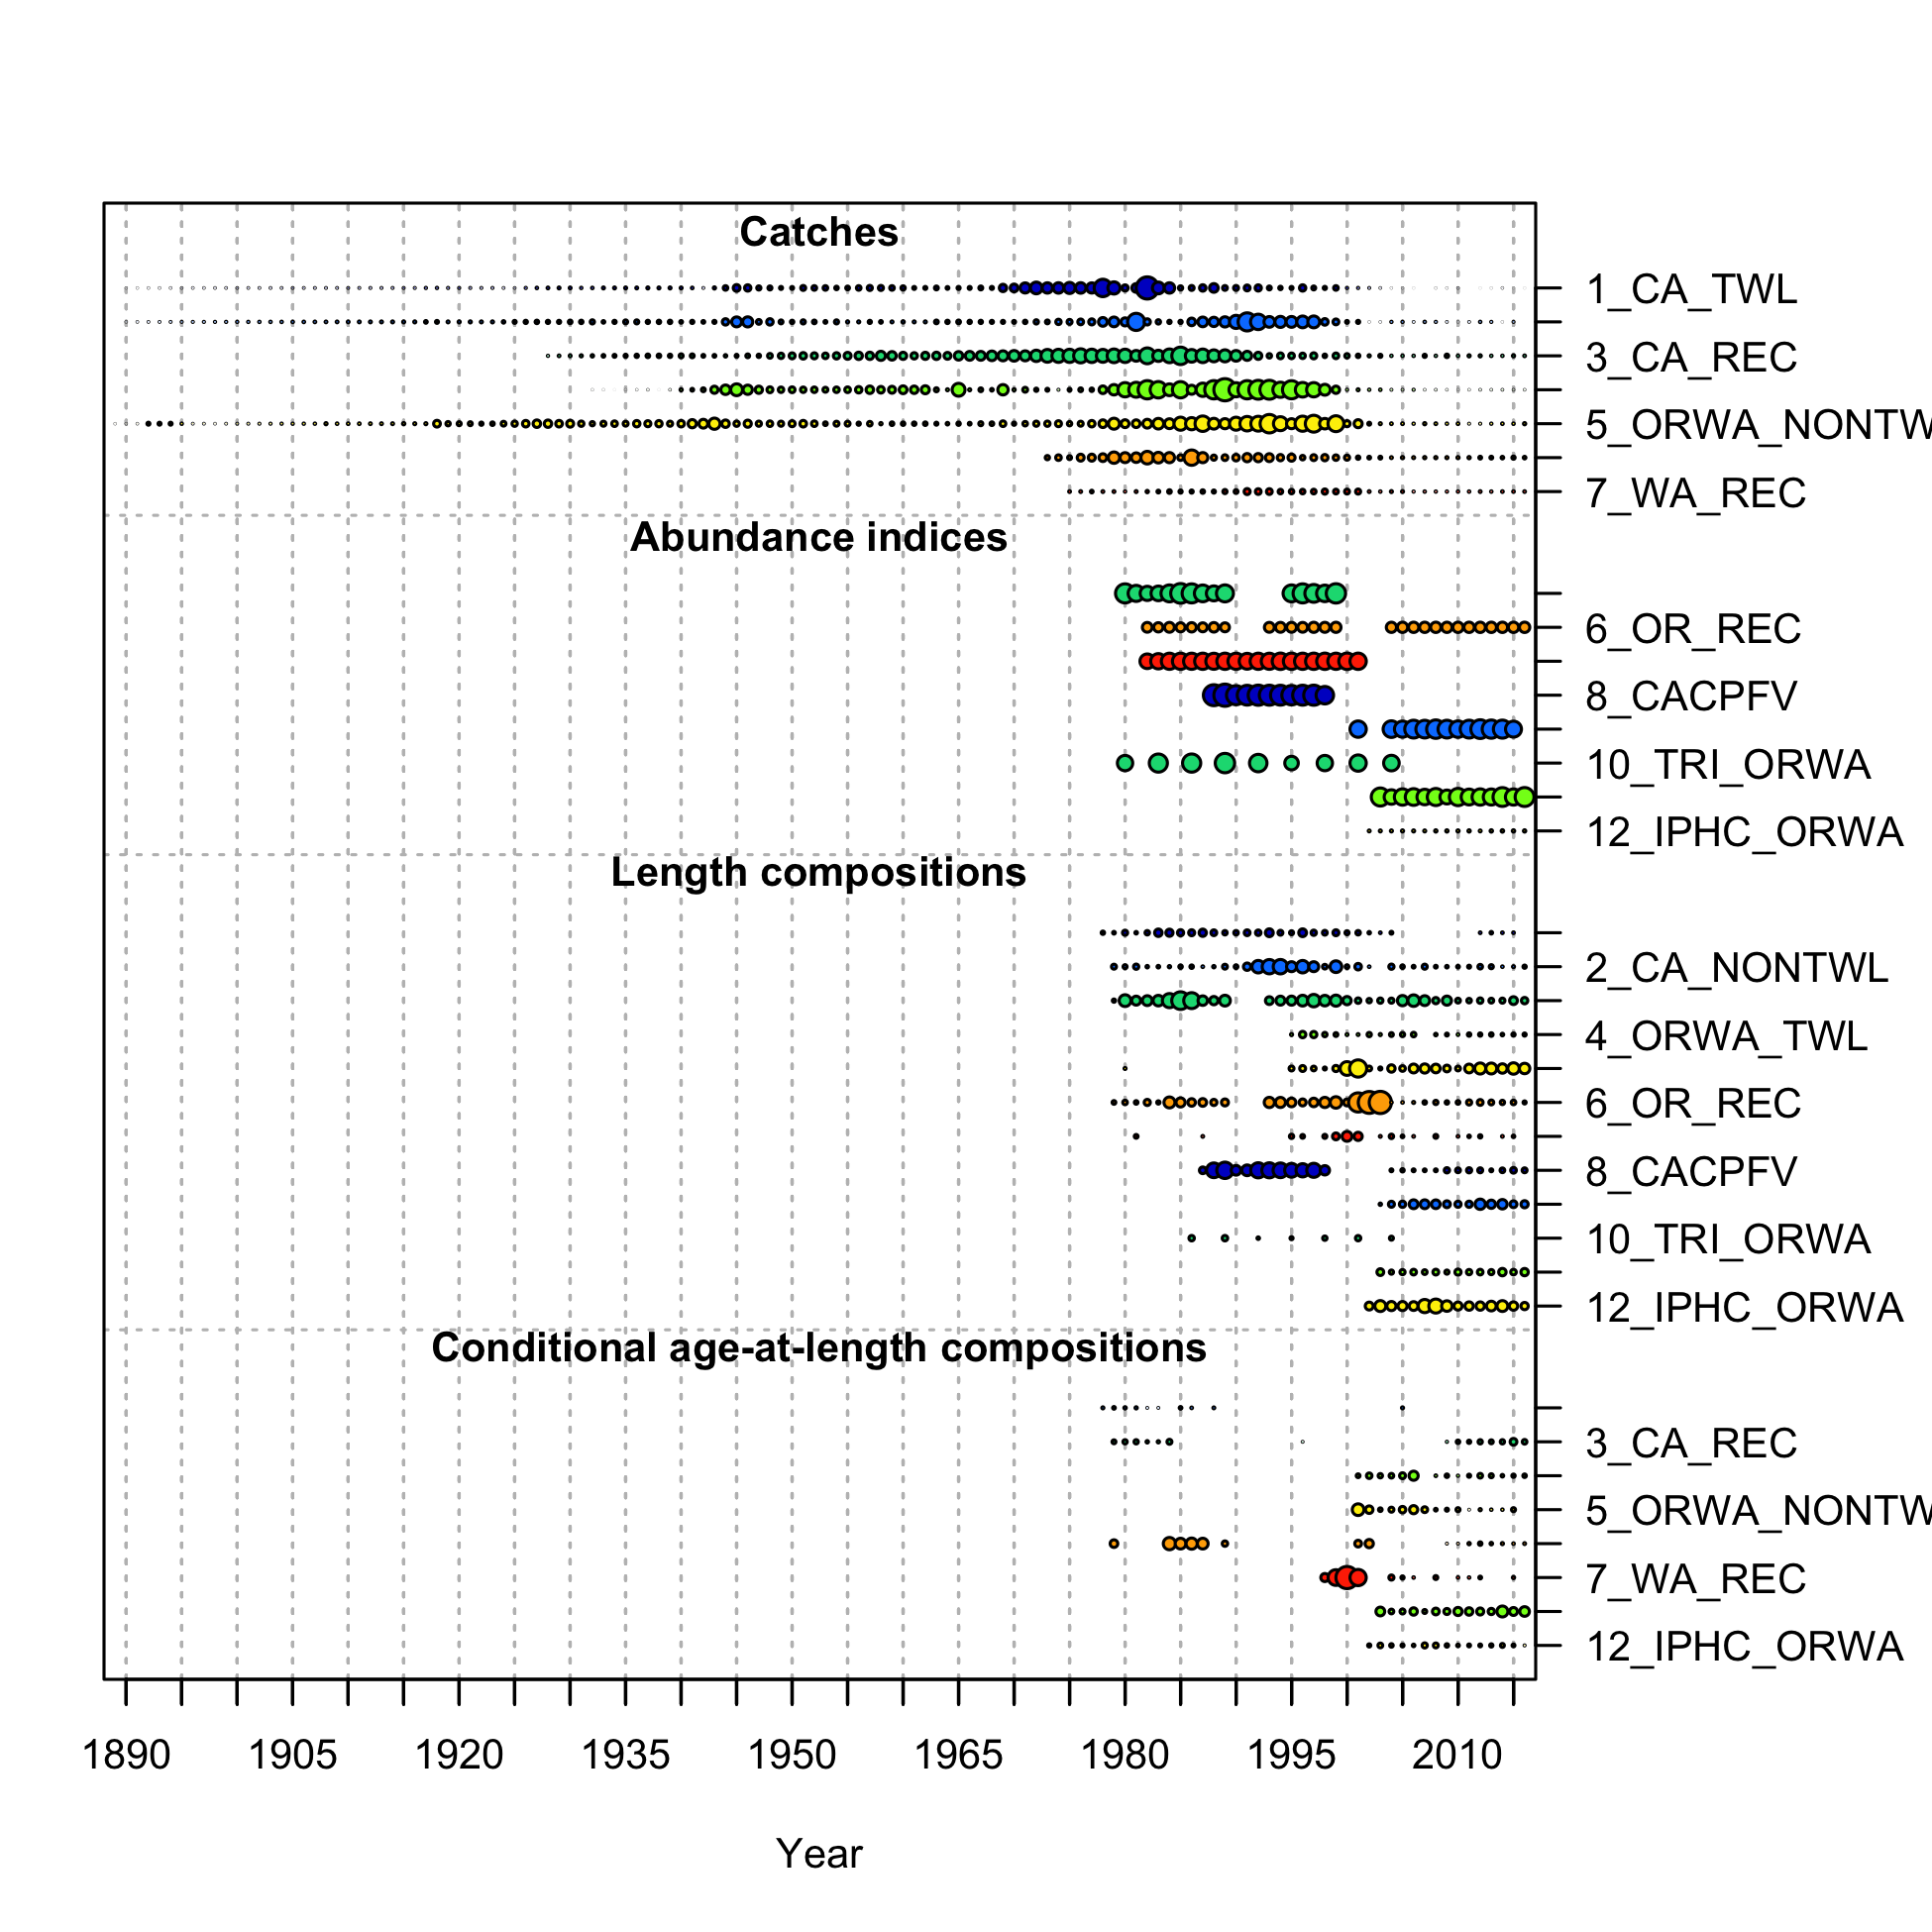 Catches
1_CA_TWL
3_CA_REC
5_ORWA_NONTW
7_WA_REC
Abundance indices
6_OR_REC
8_CACPFV
10_TRI_ORWA
12_IPHC_ORWA
Length compositions
2_CA_NONTWL
4_ORWA_TWL
6_OR_REC
8_CACPFV
10_TRI_ORWA
12_IPHC_ORWA
Conditional age-at-length compositions
3_CA_REC
5_ORWA_NONTW
7_WA_REC
12_IPHC_ORWA
1890 1905 1920 1935 1950 1965 1980 1995 2010
Year